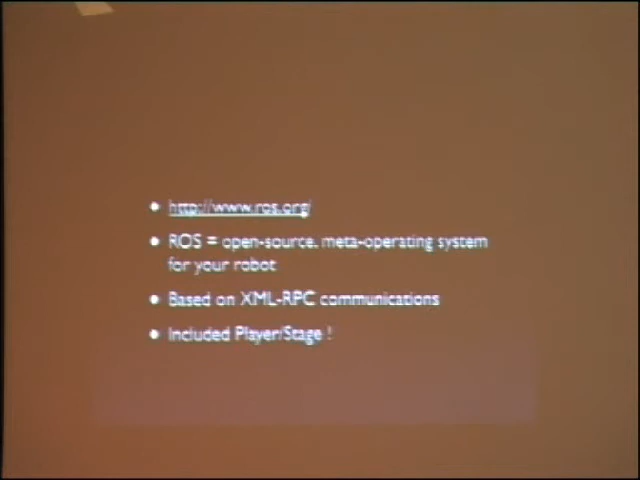 • http://www.ros.org/
• ROS = open-source, meta-operating system
for your robot
• Based on XML-RPC communications
• Included Player/Stage !